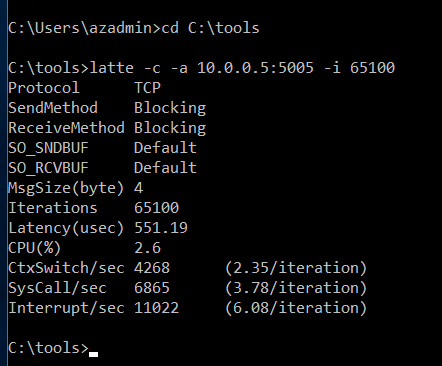 C:\Users\azadmin>cd C:\tools
C:\tools>latte -c -a 10.0.0.5:5005 -i 65100
Protocol      TCP
SendMethod    Blocking
ReceiveMethod Blocking
SO_SNDBUF     Default
SO_RCVBUF     Default
MsgSize(byte) 4
Iterations    65100
Latency(usec) 551.19
CPU(%)        2.6
CtxSwitch/sec 4268     (2.35/iteration)
SysCall/sec   6865     (3.78/iteration)
Interrupt/sec 11022    (6.08/iteration)
C:\tools>